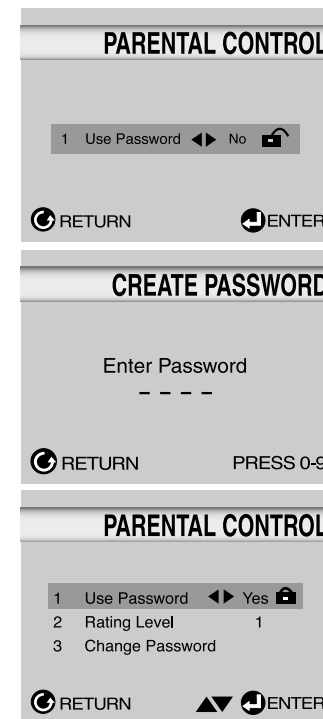 PARENTAL CONTROL
1 Use Password ◀▶ No
RETURN ENTER
CREATE PASSWORD
Enter Password
– – – –
RETURN PRESS 0-9
PARENTAL CONTROL
1 Use Password ◀▶ Yes
2 Rating Level 1
3 Change Password
RETURN ▲▼ ENTER